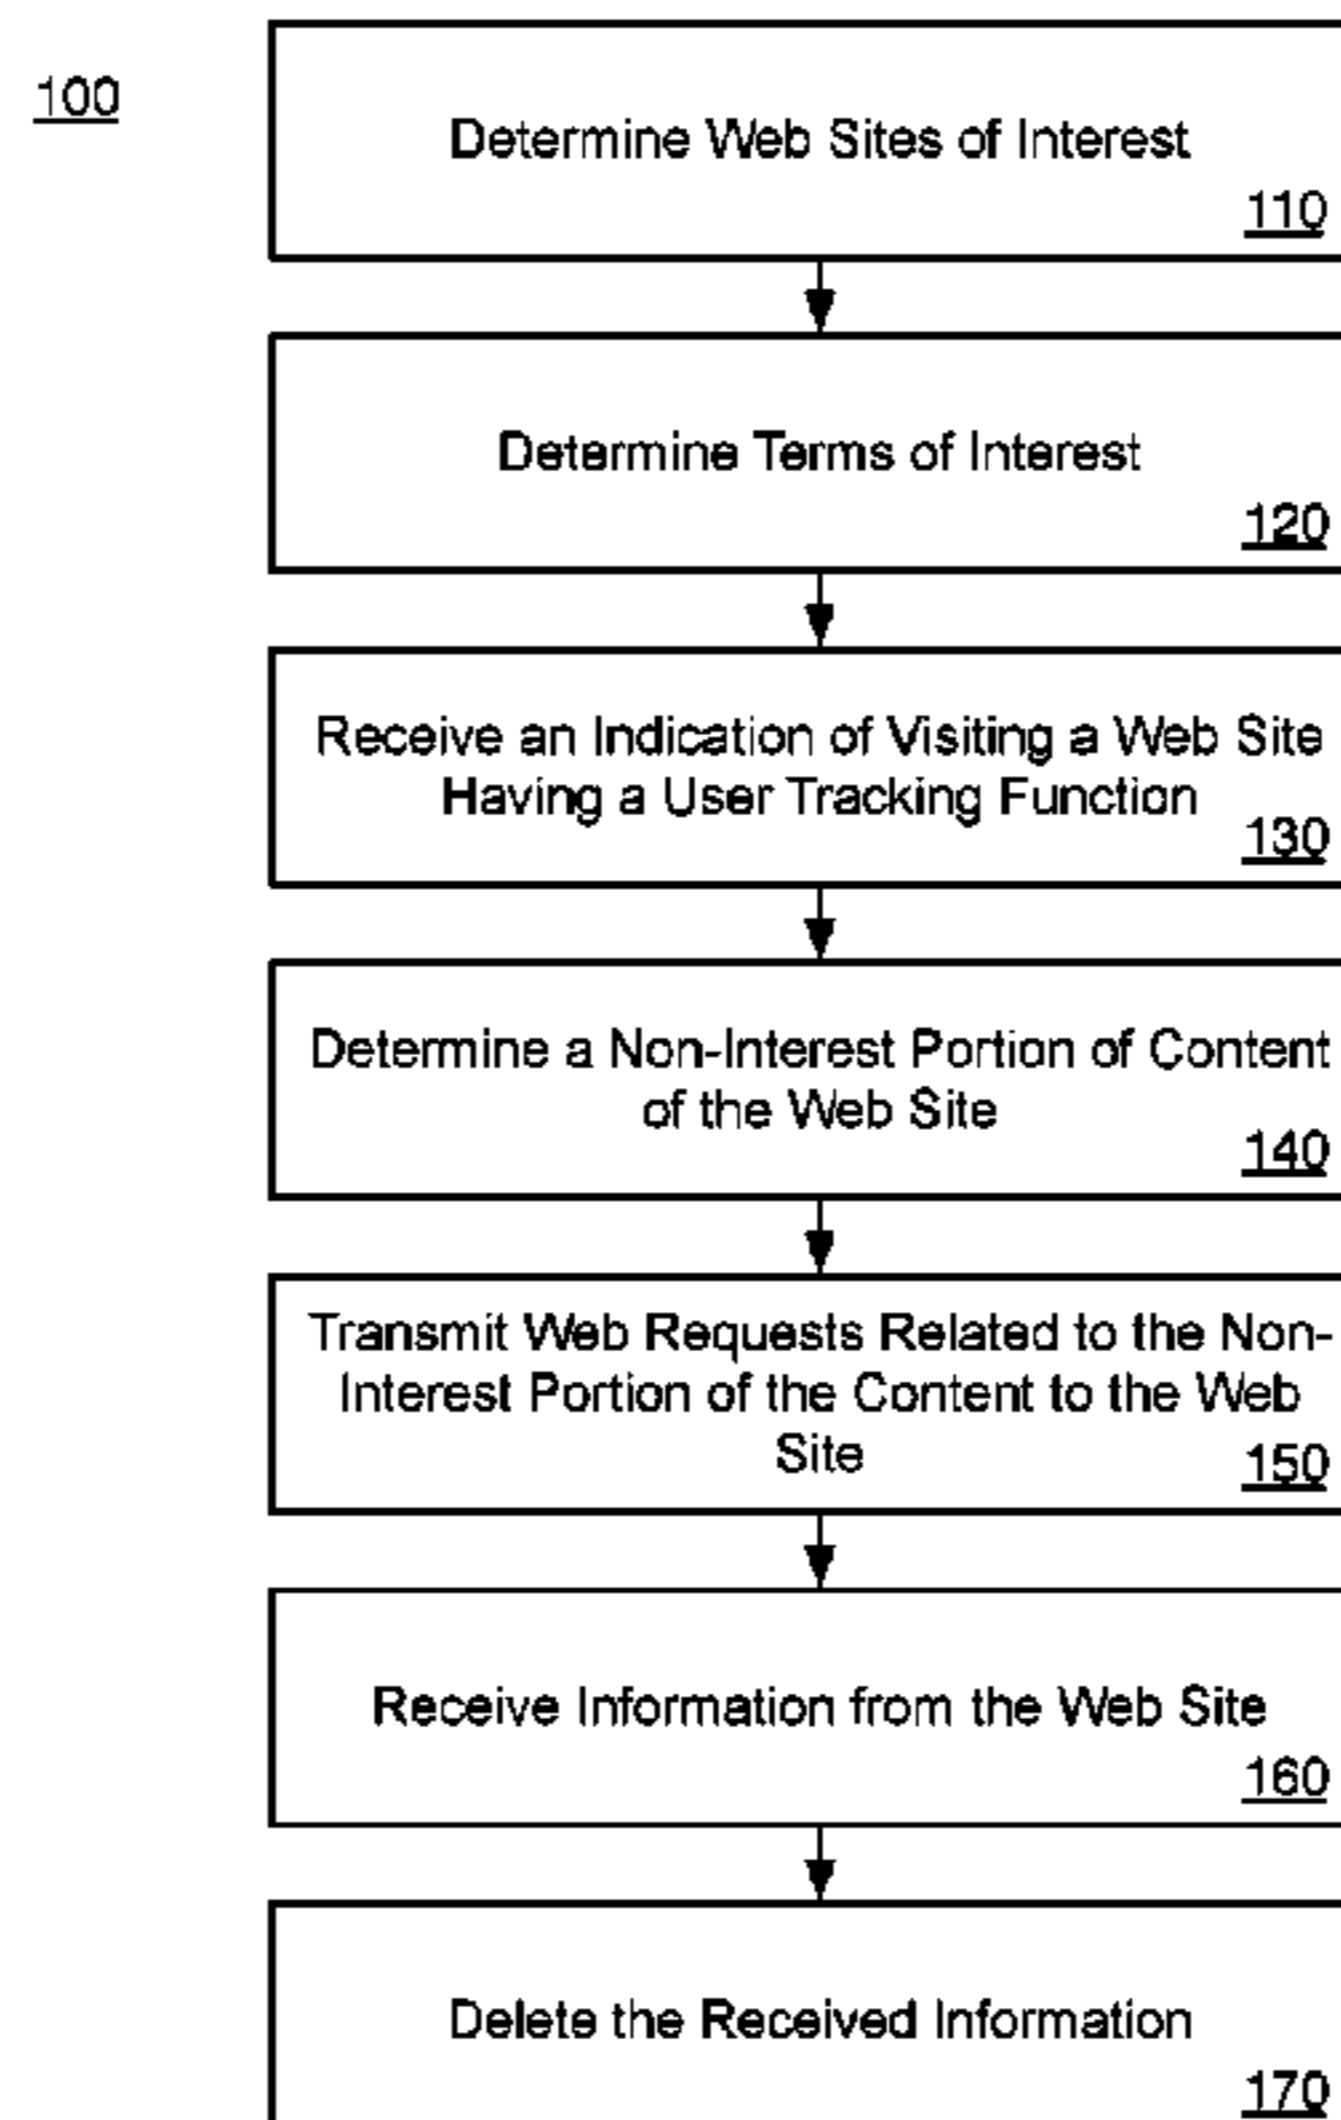 100
Determine Web Sites of Interest
110
Determine Terms of Interest
120
Receive an Indication of Visiting a Web Site
Having a User Tracking Function
130
Determine a Non-Interest Portion of Content
of the Web Site
140
Transmit Web Requests Related to the Non-
Interest Portion of the Content to the Web
Site
150
Receive Information from the Web Site
160
Delete the Received Information
170